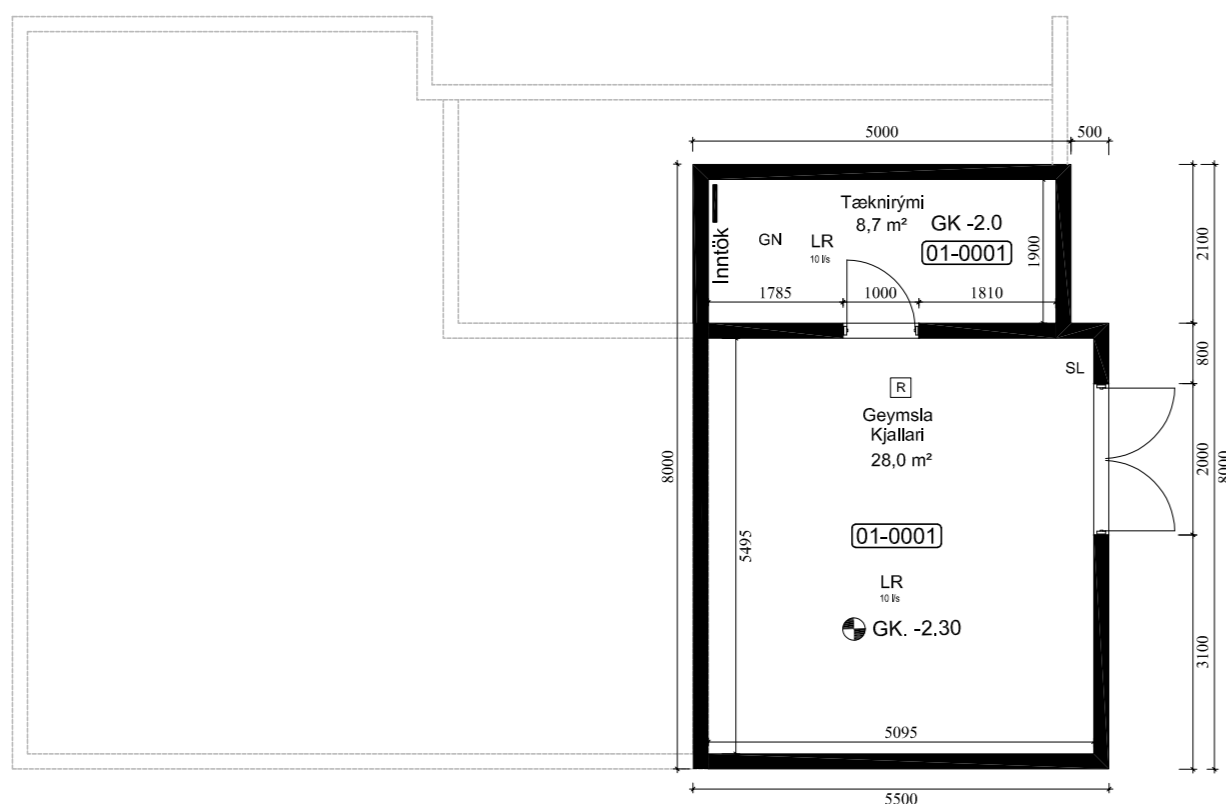 5000
500
Tæknirými
8,7 m²
GK -2.0
01-0001
GN
LR
10 l/s
Inntök
1785
1000
1810
1900
2100
800
SL
R
Geymsla
Kjallari
28,0 m²
8000
2000
8000
5495
01-0001
LR
10 l/s
GK. -2.30
3100
5095
5500